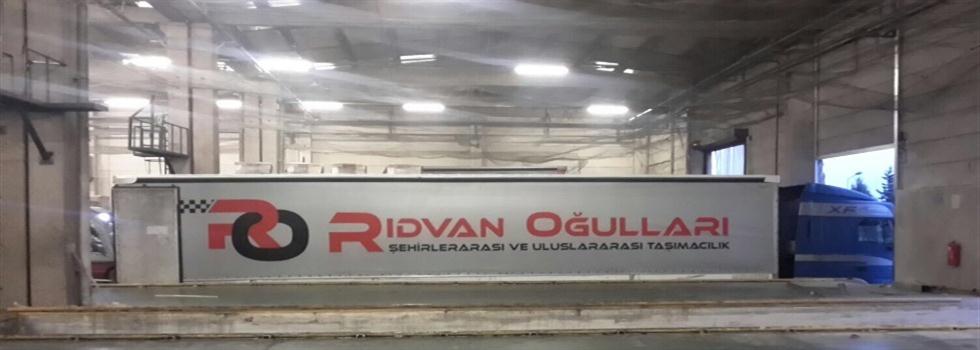 RO RIDVAN OĞULLARI
ŞEHİRLERARASI VE ULUSLARARASI TAŞIMACILIK
XF